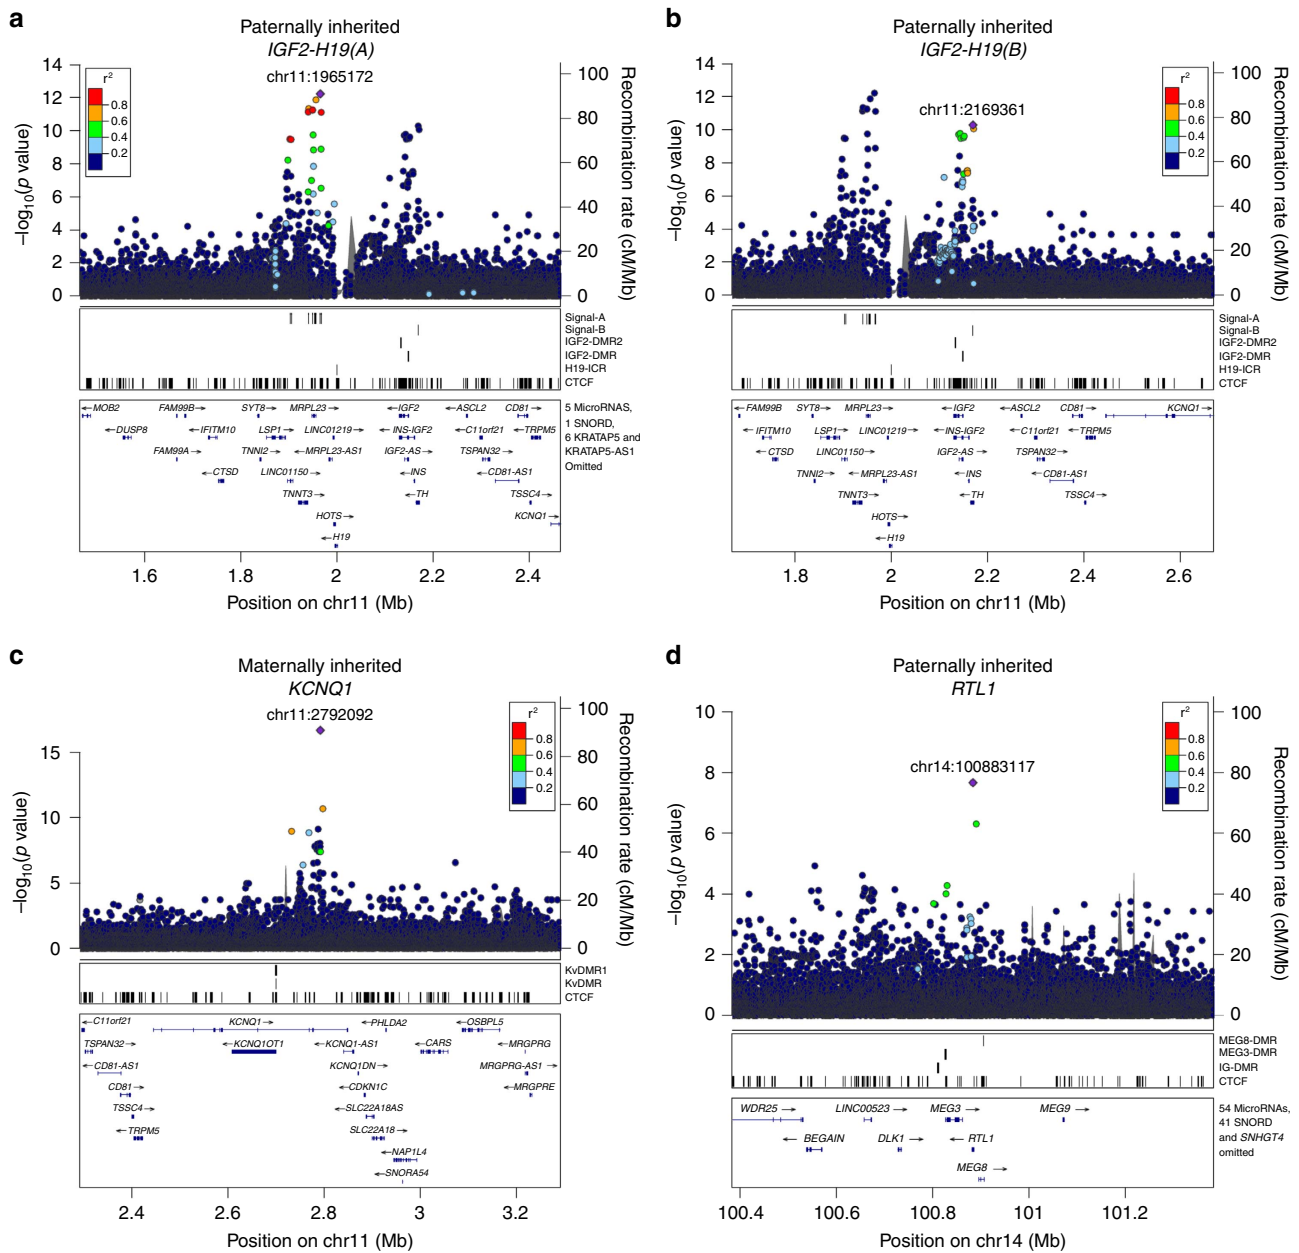 a
Paternally inherited
IGF2-H19(A)
chr11:1965172
r²
0.8
0.6
0.4
0.2
–log10(p value)
14
12
10
8
6
4
2
0
Recombination rate (cM/Mb)
100
80
60
40
20
0
Signal-A
Signal-B
IGF2-DMR2
IGF2-DMR
H19-ICR
CTCF
←MOB2 FAM99B→ SYT8→ MRPL23→ ←IGF2 ←ASCL2 CD81→
←DUSP8 ←IFITM10 LSP1→ LINC01219→ ←INS-IGF2 ←C11orf21 ←TRPM5
FAM99A→ ←TNNI2→ ←MRPL23-AS1 IGF2-AS→ TSPAN32→
←CTSD LINC01150→ ←INS ←CD81-AS1
TNNT3→ ←TH TSSC4→
HOTS→ KCNQ1→
←H19
5 MicroRNAS,
1 SNORD,
6 KRATAP5 and
KRATAP5-AS1
Omitted
1.6 1.8 2 2.2 2.4
Position on chr11 (Mb)
b
Paternally inherited
IGF2-H19(B)
chr11:2169361
r²
0.8
0.6
0.4
0.2
–log10(p value)
14
12
10
8
6
4
2
0
Recombination rate (cM/Mb)
100
80
60
40
20
0
Signal-A
Signal-B
IGF2-DMR2
IGF2-DMR
H19-ICR
CTCF
←FAM99B SYT8→ MRPL23→ ←IGF2 ←ASCL2 CD81→ KCNQ1→
←IFITM10 LSP1→ LINC01219→ ←INS-IGF2 ←C11orf21 ←TRPM5
←CTSD LINC01150→ IGF2-AS→ TSPAN32→
TNNI2→ ←MRPL23-AS1 ←INS ←CD81-AS1
TNNT3→ ←TH TSSC4→
HOTS→
←H19
1.8 2 2.2 2.4 2.6
Position on chr11 (Mb)
c
Maternally inherited
KCNQ1
chr11:2792092
r²
0.8
0.6
0.4
0.2
–log10(p value)
15
10
5
0
Recombination rate (cM/Mb)
100
80
60
40
20
0
KvDMR1
KvDMR
CTCF
←C11orf21 KCNQ1→ ←PHLDA2 ←OSBPL5
TSPAN32→ ←KCNQ1OT1 ←KCNQ1-AS1 ←CARS ←MRGPRG
←CD81-AS1 KCNQ1DN→ MRGPRG-AS1→
CD81→ ←CDKN1C ←MRGPRE
TSSC4→ ←SLC22A18AS
←TRPM5 SLC22A18→
←NAP1L4
←SNORA54
2.4 2.6 2.8 3 3.2
Position on chr11 (Mb)
d
Paternally inherited
RTL1
chr14:100883117
r²
0.8
0.6
0.4
0.2
–log10(p value)
10
8
6
4
2
0
Recombination rate (cM/Mb)
100
80
60
40
20
0
MEG8-DMR
MEG3-DMR
IG-DMR
CTCF
WDR25→ LINC00523→ MEG3→ MEG9→
←BEGAIN DLK1→ ←RTL1
MEG8→
54 MicroRNAs,
41 SNORD
and SNHGT4
omitted
100.4 100.6 100.8 101 101.2
Position on chr14 (Mb)